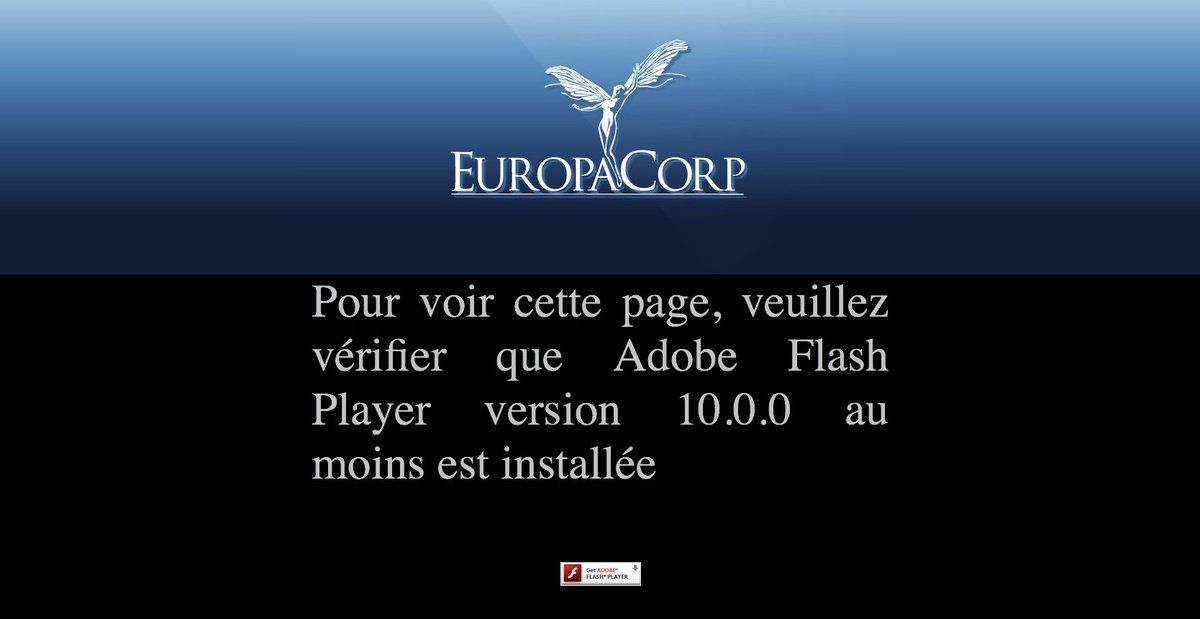 EUROPACORP
Pour voir cette page, veuillez
vérifier que Adobe Flash
Player version 10.0.0 au
moins est installée
Get ADOBE®
FLASH® PLAYER